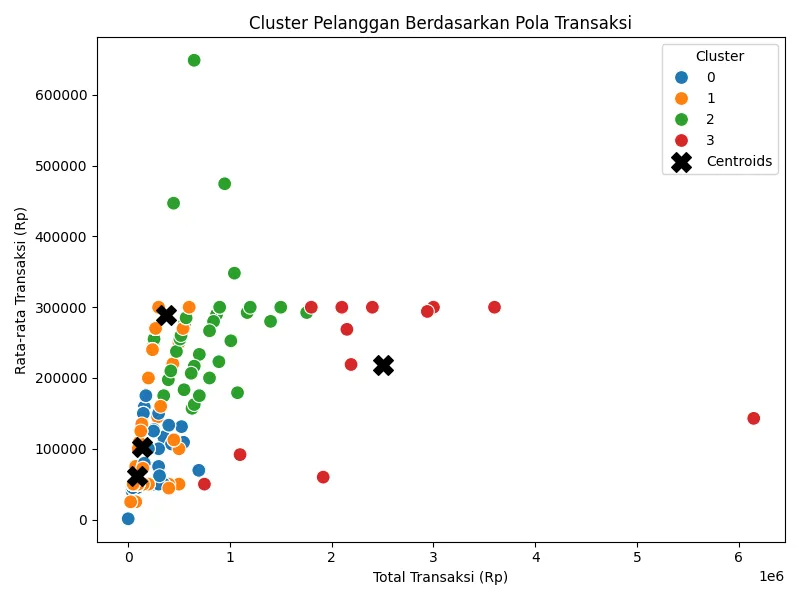 Cluster Pelanggan Berdasarkan Pola Transaksi
Cluster
0
1
2
3
Centroids
600000
500000
400000
300000
200000
100000
0
Rata-rata Transaksi (Rp)
0 1 2 3 4 5 6
1e6
Total Transaksi (Rp)